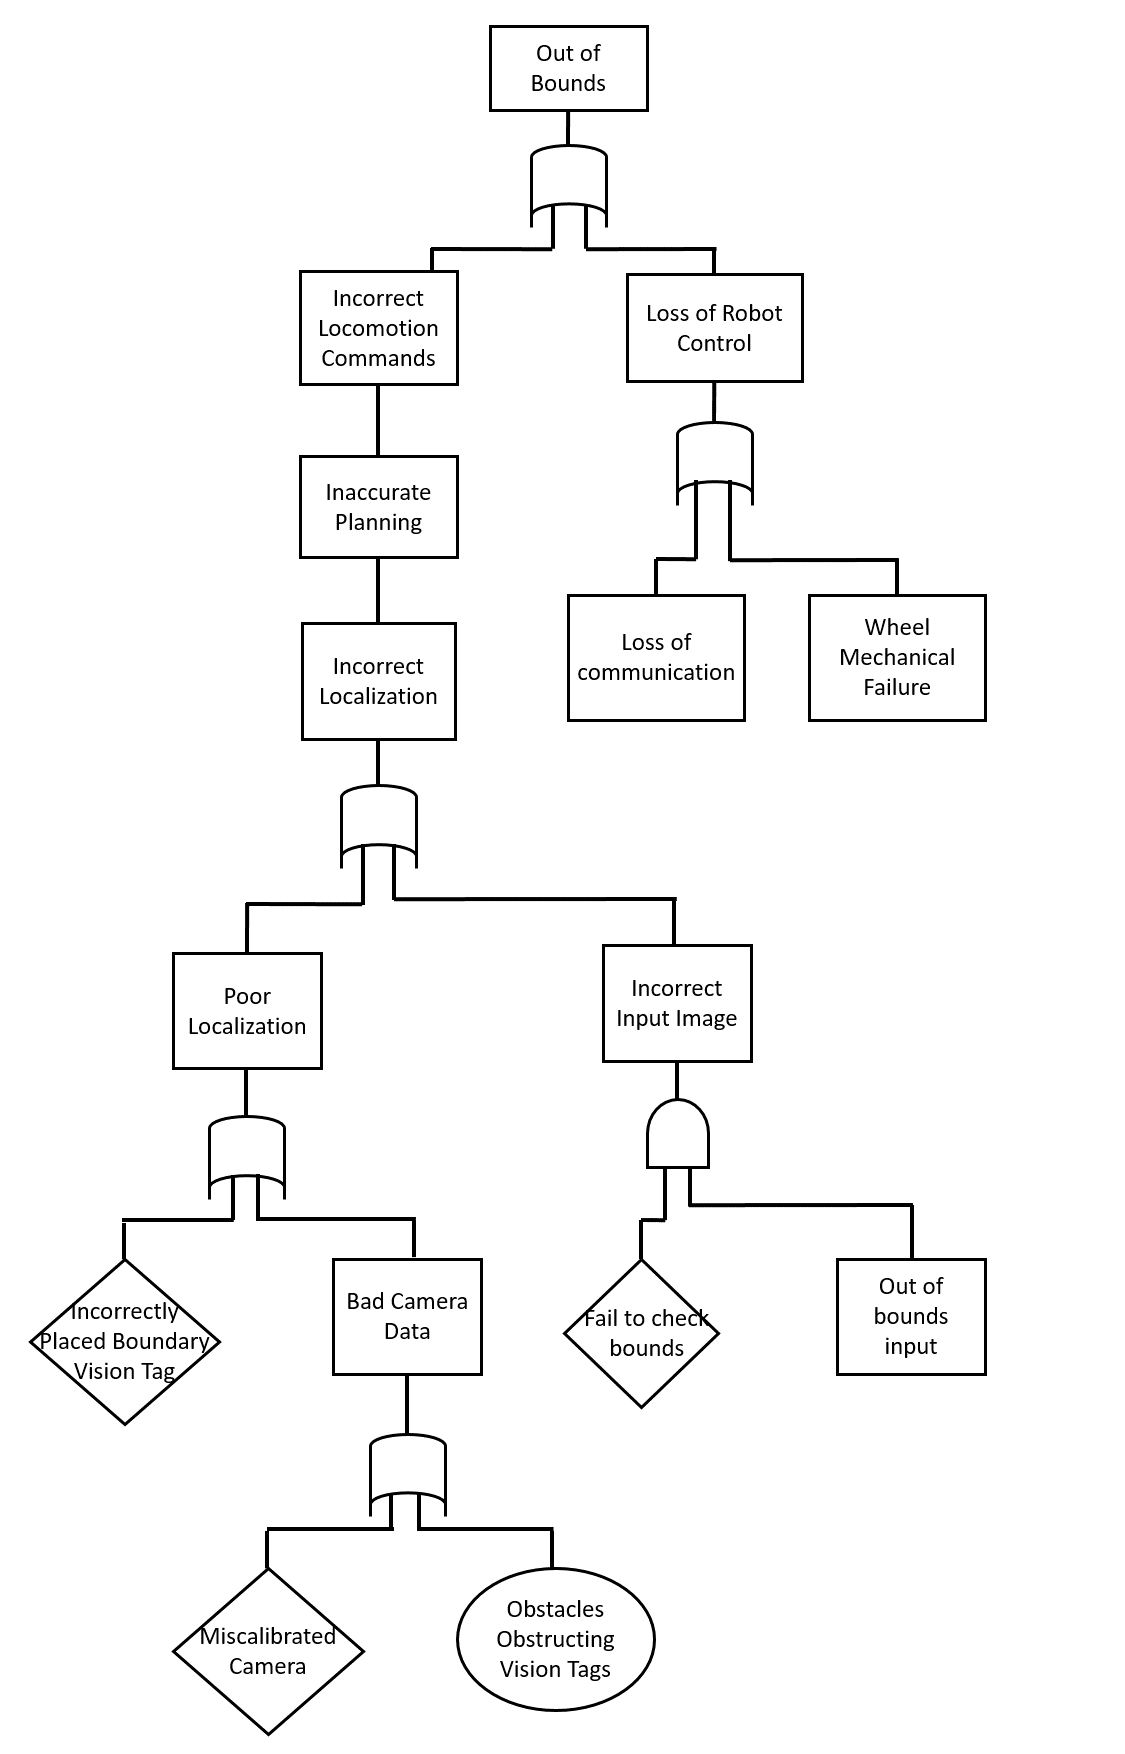 Out of
Bounds
Incorrect
Locomotion
Commands
Loss of Robot
Control
Inaccurate
Planning
Loss of
communication
Wheel
Mechanical
Failure
Incorrect
Localization
Poor
Localization
Incorrect
Input Image
Incorrectly
Placed Boundary
Vision Tag
Bad Camera
Data
Fail to check
bounds
Out of
bounds
input
Miscalibrated
Camera
Obstacles
Obstructing
Vision Tags